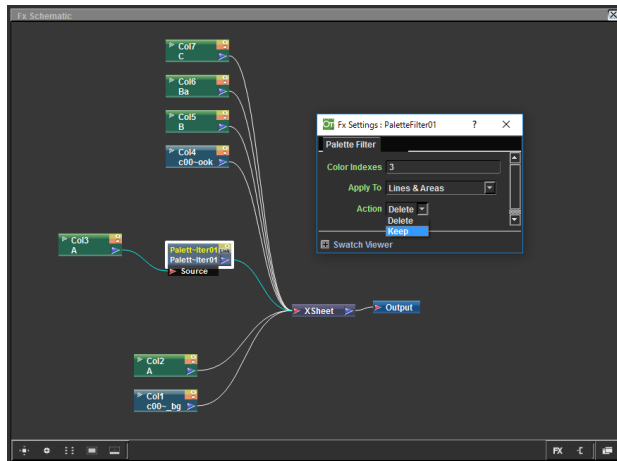 Fx Schematic
Col7
C
Col6
Ba
Col5
B
Col4
c00~ook
Fx Settings : PaletteFilter01
?
Palette Filter
Color Indexes 3
Apply To Lines & Areas
Action Delete
Delete
Keep
Swatch Viewer
Col3
A
Palett~lter01
Palett~lter01
Source
XSheet
Output
Col2
A
Col1
c00~_bg
FX